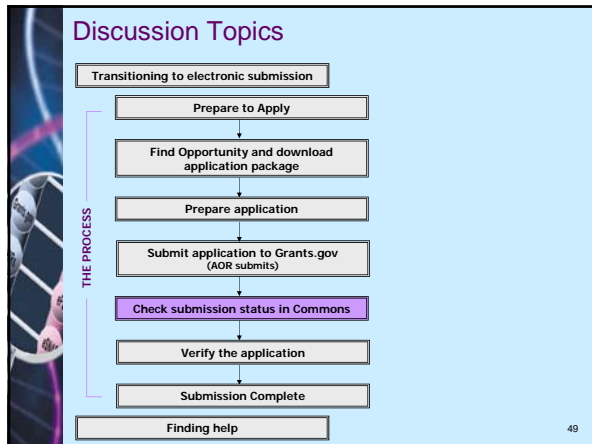 Discussion Topics
Transitioning to electronic submission
THE PROCESS
Prepare to Apply
Find Opportunity and download
application package
Prepare application
Submit application to Grants.gov
(AOR submits)
Check submission status in Commons
Verify the application
Submission Complete
Finding help
49
Grants.gov